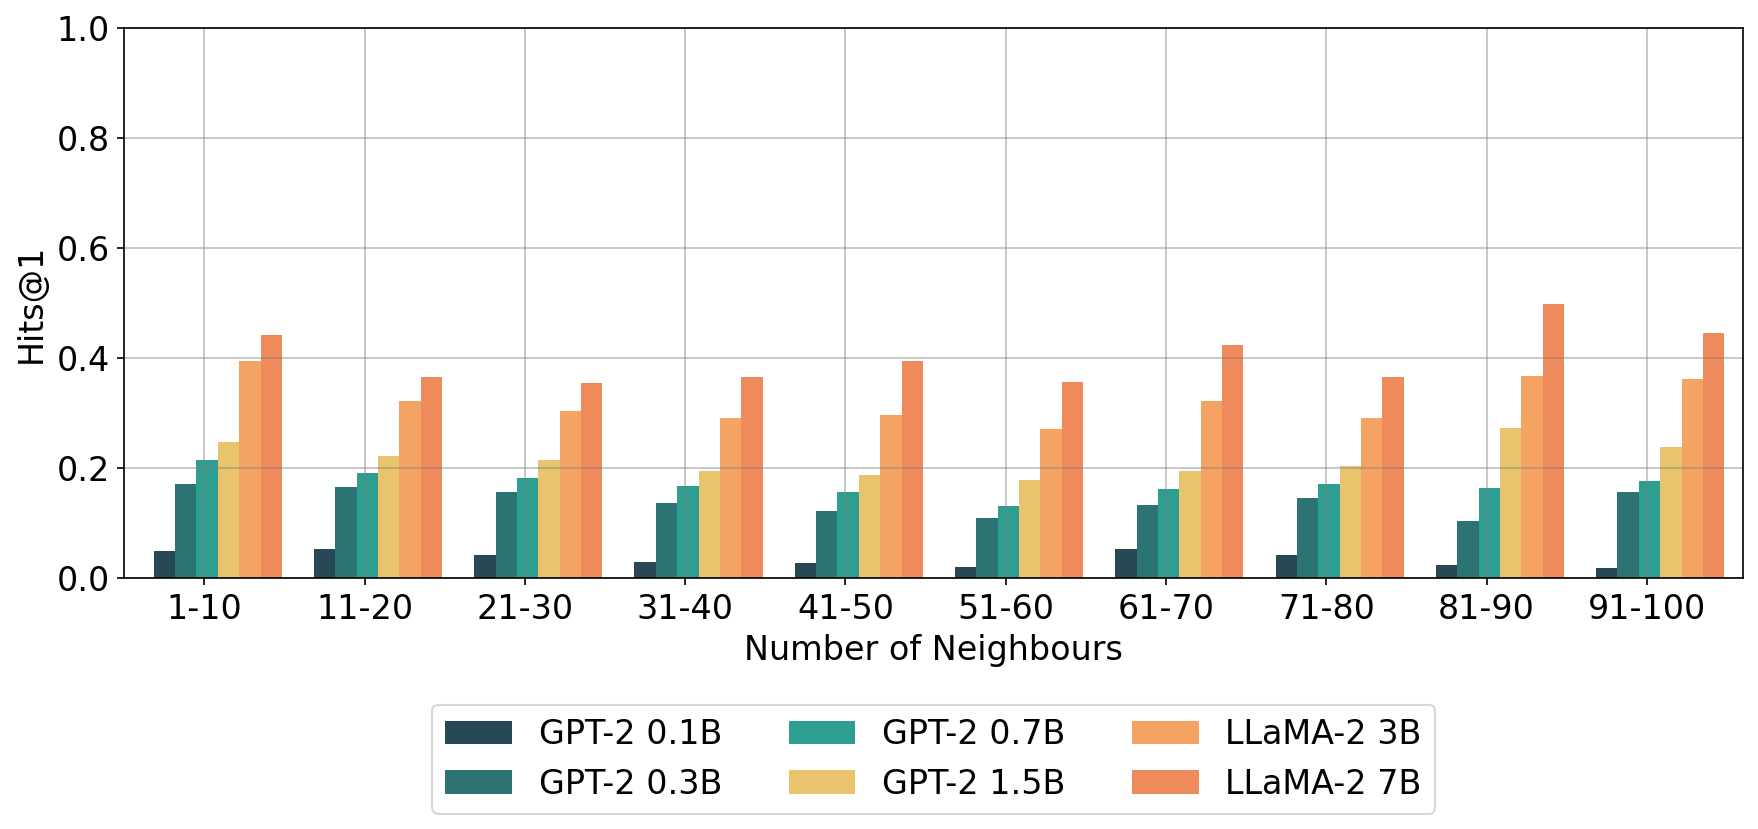 1.0
0.8
0.6
0.4
0.2
0.0
Hits@1
1-10 11-20 21-30 31-40 41-50 51-60 61-70 71-80 81-90 91-100
Number of Neighbours
GPT-2 0.1B GPT-2 0.7B LLaMA-2 3B
GPT-2 0.3B GPT-2 1.5B LLaMA-2 7B